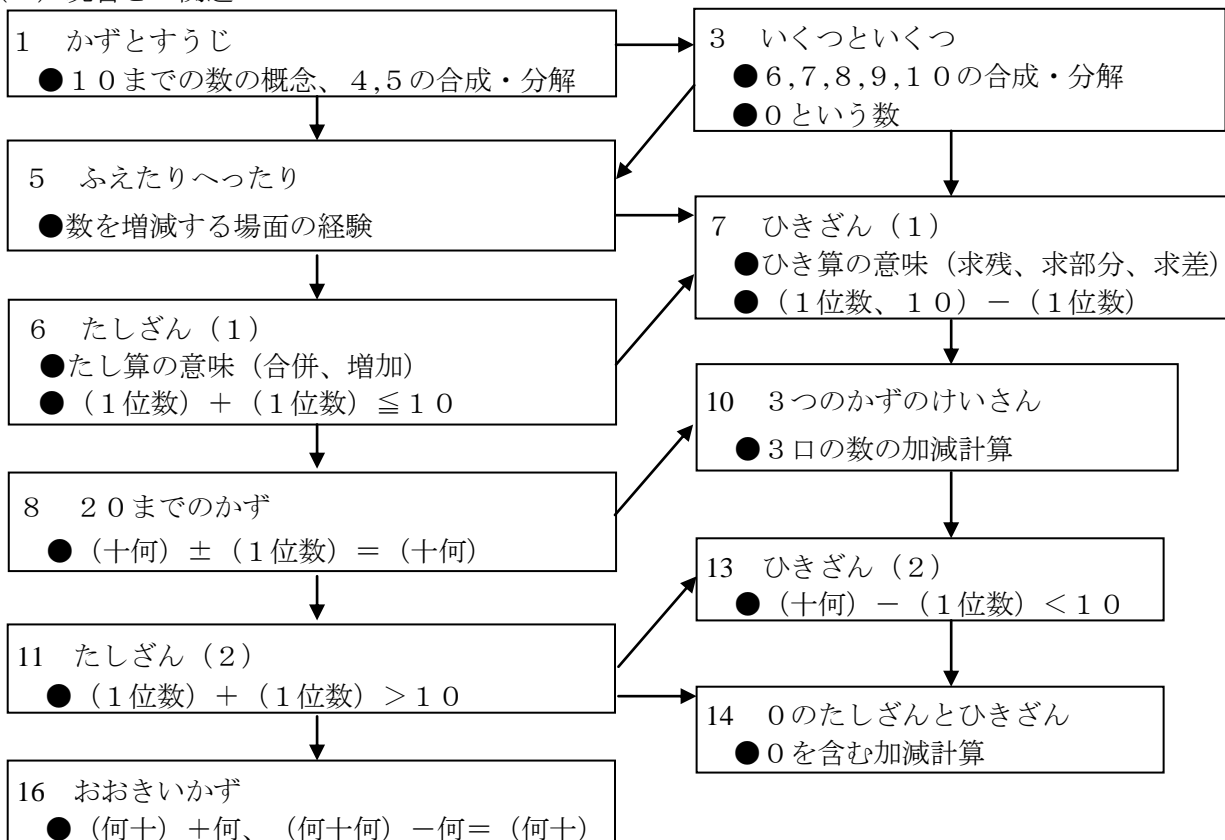 1　かずとすうじ
●１０までの数の概念、４,５の合成・分解
3　いくつといくつ
●６,７,８,９,１０の合成・分解
●０という数
5　ふえたりへったり
●数を増減する場面の経験
7　ひきざん（１）
●ひき算の意味（求残、求部分、求差）
●（１位数、１０）－（１位数）
6　たしざん（１）
●たし算の意味（合併、増加）
●（１位数）＋（１位数）≦１０
10　３つのかずのけいさん
●３口の数の加減計算
8　２０までのかず
●（十何）±（１位数）＝（十何）
13　ひきざん（２）
●（十何）－（１位数）＜１０
11　たしざん（２）
●（１位数）＋（１位数）＞１０
14　０のたしざんとひきざん
●０を含む加減計算
16　おおきいかず
●（何十）＋何、（何十何）－何＝（何十）